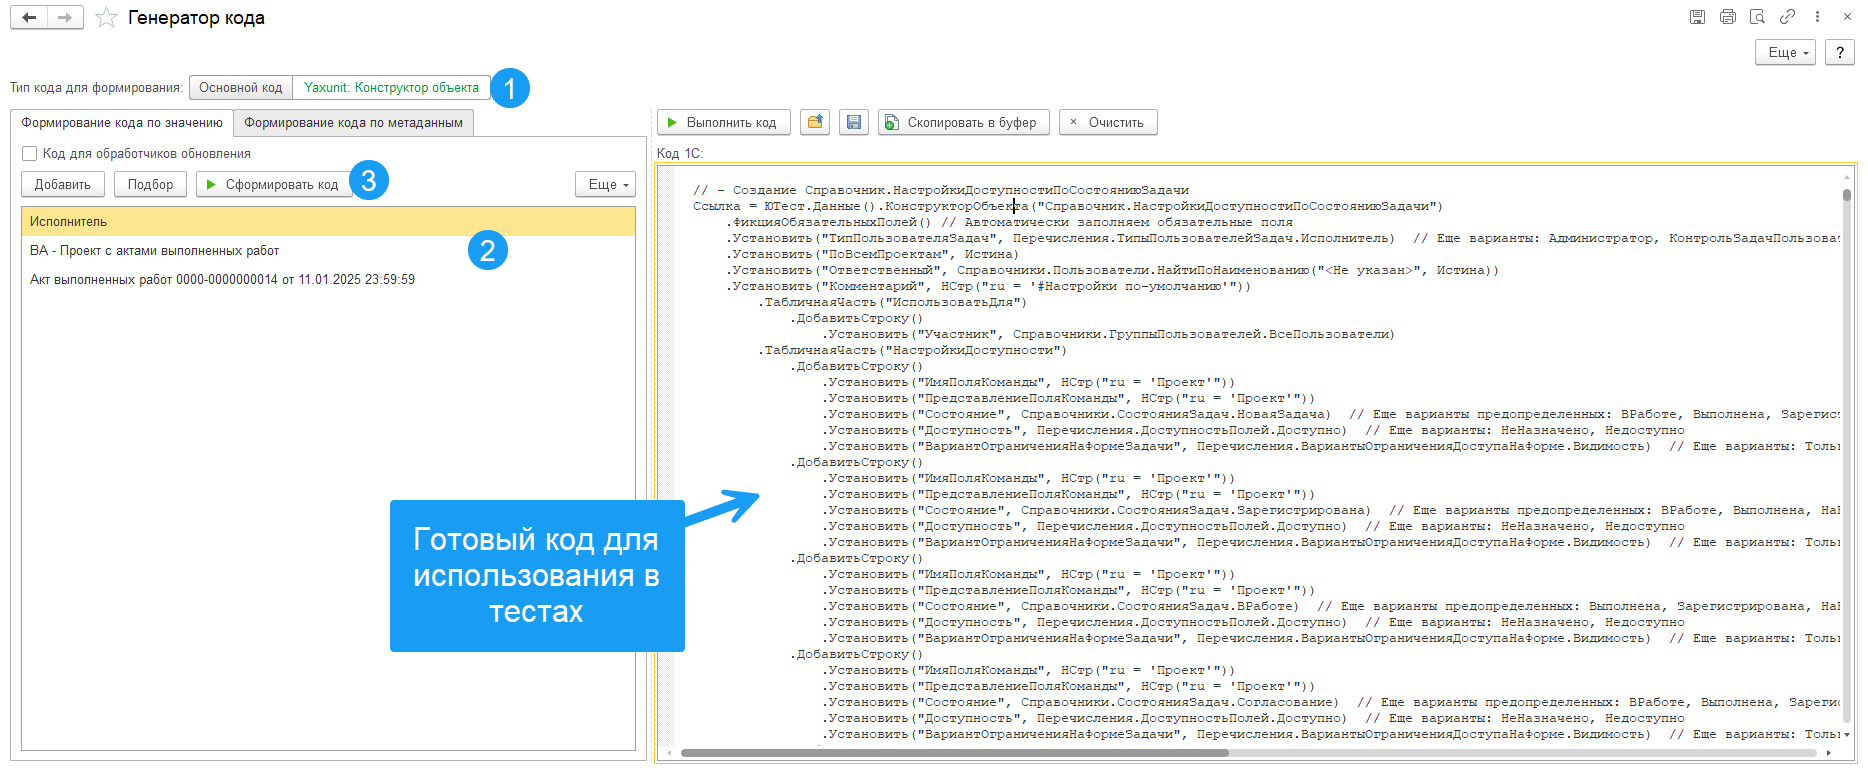 Генератор кода
Еще
?
Тип кода для формирования: Основной код Yaxunit: Конструктор объекта
1
Формирование кода по значению Формирование кода по метаданным
Код для обработчиков обновления
Добавить Подбор Сформировать код
3
Еще
Исполнитель
ВА - Проект с актами выполненных работ
2
Акт выполненных работ 0000-0000000014 от 11.01.2025 23:59:59
Готовый код для
использования в
тестах
Выполнить код Скопировать в буфер × Очистить
Код 1С:
// - Создание Справочник.НастройкиДоступностиПоСостояниюЗадачи
Ссылка = ЮТест.Данные().КонструкторОбъекта("Справочник.НастройкиДоступностиПоСостояниюЗадачи")
.ФикцияОбязательныхПолей() // Автоматически заполняем обязательные поля
.Установить("ТипПользователяЗадач", Перечисления.ТипыПользователейЗадач.Исполнитель)  // Еще варианты: Администратор, КонтрольЗадачПользоват
.Установить("ПоВсемПроектам", Истина)
.Установить("Ответственный", Справочники.Пользователи.НайтиПоНаименованию("<Не указан>", Истина))
.Установить("Комментарий", НСтр("ru = '#Настройки по-умолчанию'"))
.ТабличнаяЧасть("ИспользоватьДля")
.ДобавитьСтроку()
.Установить("Участник", Справочники.ГруппыПользователей.ВсеПользователи)
.ТабличнаяЧасть("НастройкиДоступности")
.ДобавитьСтроку()
.Установить("ИмяПоляКоманды", НСтр("ru = 'Проект'"))
.Установить("ПредставлениеПоляКоманды", НСтр("ru = 'Проект'"))
.Установить("Состояние", Справочники.СостоянияЗадач.НоваяЗадача)  // Еще варианты предопределенных: ВРаботе, Выполнена, Зарегист
.Установить("Доступность", Перечисления.ДоступностьПолей.Доступно)  // Еще варианты: НеНазначено, Недоступно
.Установить("ВариантОграниченияНаФормеЗадачи", Перечисления.ВариантыОграниченияДоступаНаФорме.Видимость)  // Еще варианты: Тольк
.ДобавитьСтроку()
.Установить("ИмяПоляКоманды", НСтр("ru = 'Проект'"))
.Установить("ПредставлениеПоляКоманды", НСтр("ru = 'Проект'"))
.Установить("Состояние", Справочники.СостоянияЗадач.Зарегистрирована)  // Еще варианты предопределенных: ВРаботе, Выполнена, НаИ
.Установить("Доступность", Перечисления.ДоступностьПолей.Доступно)  // Еще варианты: НеНазначено, Недоступно
.Установить("ВариантОграниченияНаФормеЗадачи", Перечисления.ВариантыОграниченияДоступаНаФорме.Видимость)  // Еще варианты: Тольк
.ДобавитьСтроку()
.Установить("ИмяПоляКоманды", НСтр("ru = 'Проект'"))
.Установить("ПредставлениеПоляКоманды", НСтр("ru = 'Проект'"))
.Установить("Состояние", Справочники.СостоянияЗадач.ВРаботе)  // Еще варианты предопределенных: Выполнена, Зарегистрирована, НаИ
.Установить("Доступность", Перечисления.ДоступностьПолей.Доступно)  // Еще варианты: НеНазначено, Недоступно
.Установить("ВариантОграниченияНаФормеЗадачи", Перечисления.ВариантыОграниченияДоступаНаФорме.Видимость)  // Еще варианты: Тольк
.ДобавитьСтроку()
.Установить("ИмяПоляКоманды", НСтр("ru = 'Проект'"))
.Установить("ПредставлениеПоляКоманды", НСтр("ru = 'Проект'"))
.Установить("Состояние", Справочники.СостоянияЗадач.Согласование)  // Еще варианты предопределенных: ВРаботе, Выполнена, Зарегис
.Установить("Доступность", Перечисления.ДоступностьПолей.Доступно)  // Еще варианты: НеНазначено, Недоступно
.Установить("ВариантОграниченияНаФормеЗадачи", Перечисления.ВариантыОграниченияДоступаНаФорме.Видимость)  // Еще варианты: Тольк